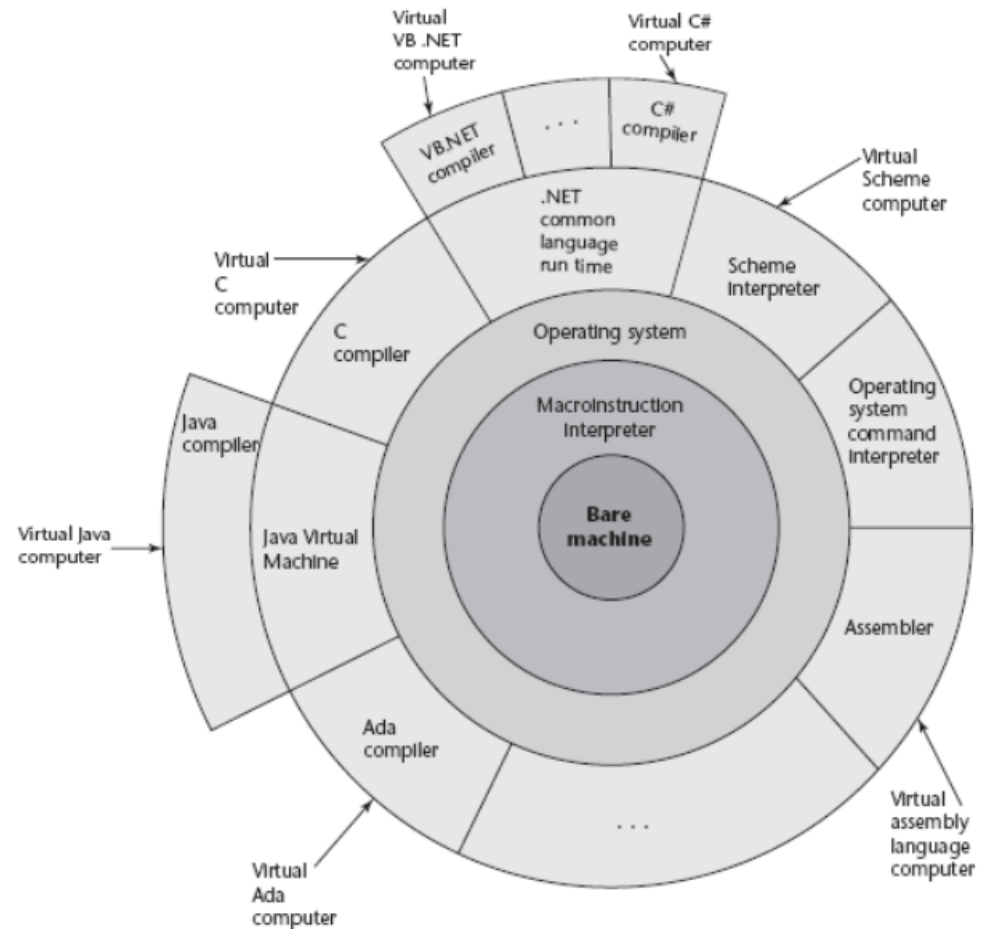 Virtual
VB .NET
computer
Virtual C#
computer
VB.NET
compiler
. . .
C#
compiler
Virtual
Scheme
computer
.NET
common
language
run time
Scheme
interpreter
Virtual
C
computer
C
compiler
Operating system
Operating
system
command
interpreter
Macroinstruction
interpreter
Java
compiler
Bare
machine
Virtual Java
computer
Java Virtual
Machine
Assembler
Ada
compiler
. . .
Virtual
assembly
language
computer
Virtual
Ada
computer